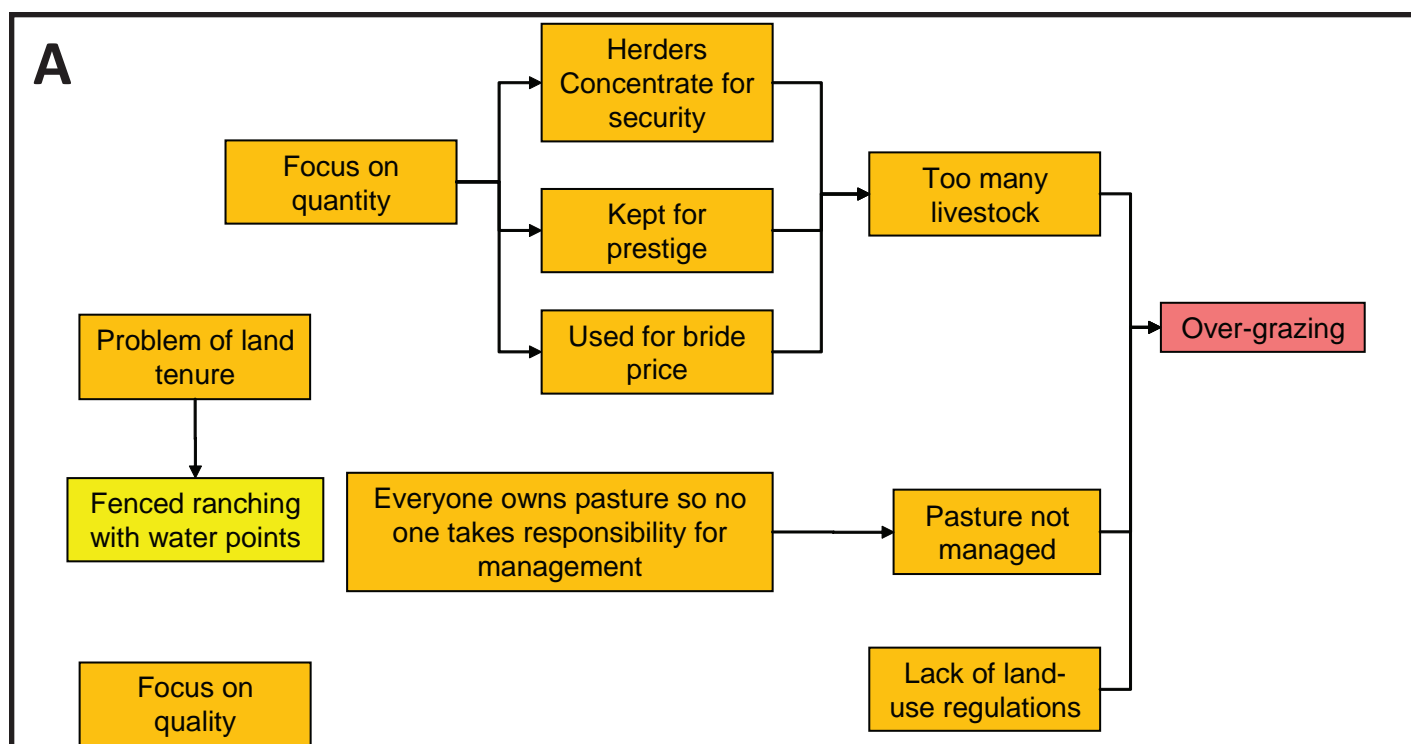 A
Herders
Concentrate for
security
Focus on
quantity
Too many
livestock
Kept for
prestige
Over-grazing
Problem of land
tenure
Used for bride
price
Fenced ranching
with water points
Everyone owns pasture so no
one takes responsibility for
management
Pasture not
managed
Focus on
quality
Lack of land-
use regulations